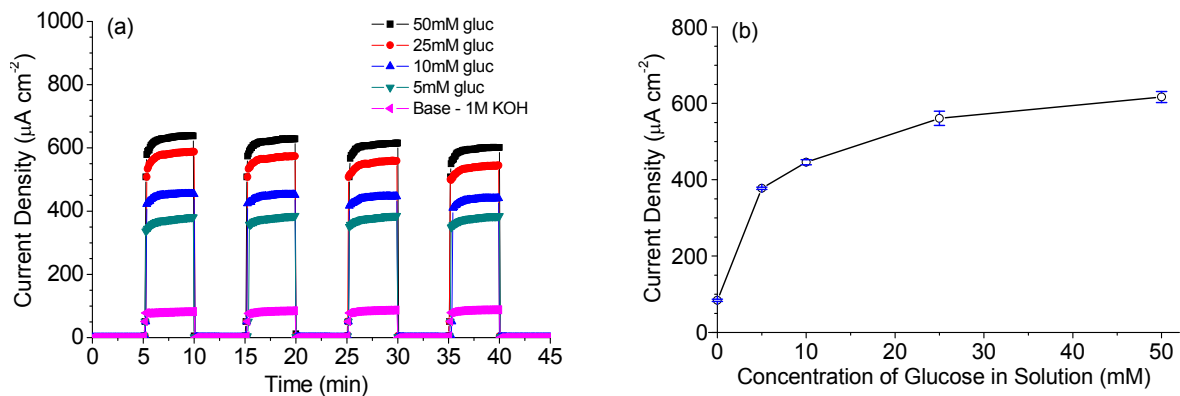 (a)
50mM gluc
25mM gluc
10mM gluc
5mM gluc
Base - 1M KOH
1000
800
600
400
200
0
0 5 10 15 20 25 30 35 40 45
Time (min)
Current Density (μA cm⁻²)
(b)
800
600
400
200
0
0 10 20 30 40 50
Concentration of Glucose in Solution (mM)
Current Density (μA cm⁻²)